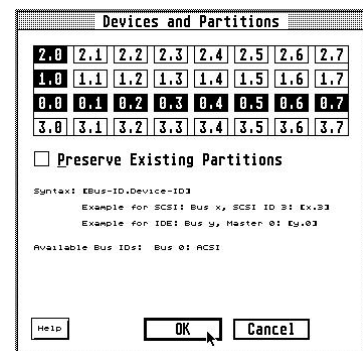 Devices and Partitions
2.0 2.1 2.2 2.3 2.4 2.5 2.6 2.7
1.0 1.1 1.2 1.3 1.4 1.5 1.6 1.7
0.0 0.1 0.2 0.3 0.4 0.5 0.6 0.7
3.0 3.1 3.2 3.3 3.4 3.5 3.6 3.7
Preserve Existing Partitions
Syntax: [Bus-ID.Device-ID]
Example for SCSI: Bus x, SCSI ID 3: [x.3]
Example for IDE: Bus y, Master 0: [y.0]
Available Bus IDs: Bus 0: ACSI
Help OK Cancel